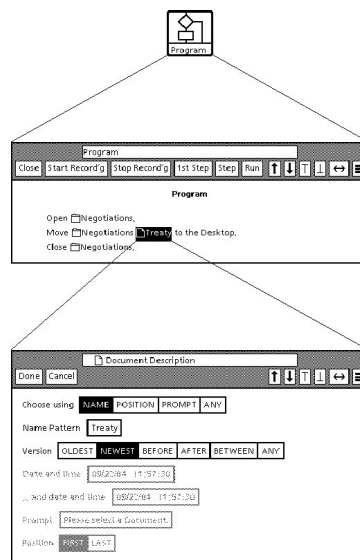 Program
Program
Close Start Record'g Stop Record'g 1st Step Step Run
Program
Open Negotiations.
Move Negotiations Treaty to the Desktop.
Close Negotiations.
Document Description
Done Cancel
Choose using NAME POSITION PROMPT ANY
Name Pattern Treaty
Version OLDEST NEWEST BEFORE AFTER BETWEEN ANY
Date and time 09/20/84 11:57:30
... and date and time 09/20/84 11:57:30
Prompt Please select a Document.
Position FIRST LAST